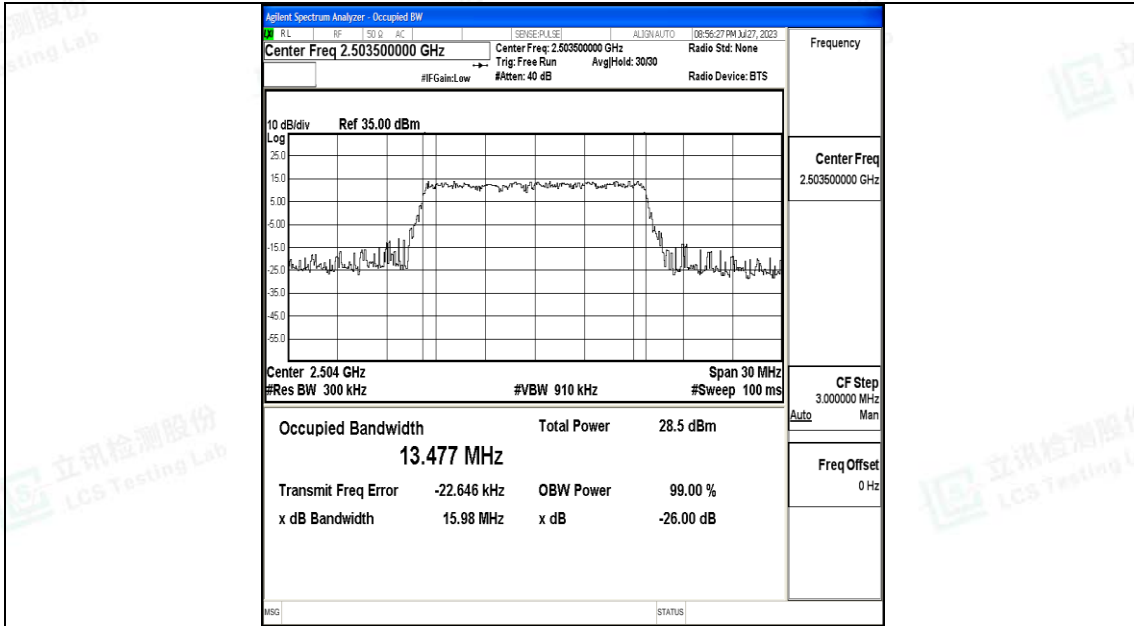 Agilent Spectrum Analyzer - Occupied BW
RL RF 50 Ω AC SENSE:PULSE ALIGN AUTO 08:56:27 PM Jul 27, 2023
Center Freq 2.503500000 GHz
Center Freq: 2.503500000 GHz
Radio Std: None
Trig: Free Run Avg|Hold: 30/30
#IFGain:Low
#Atten: 40 dB
Radio Device: BTS
Frequency
10 dB/div Ref 35.00 dBm
Log
25.0
15.0
5.00
-5.00
-15.0
-25.0
-35.0
-45.0
-55.0
Center 2.504 GHz
Span 30 MHz
#Res BW 300 kHz
#VBW 910 kHz
#Sweep 100 ms
Center Freq
2.503500000 GHz
CF Step
3.000000 MHz
Auto Man
Freq Offset
0 Hz
Occupied Bandwidth
13.477 MHz
Total Power 28.5 dBm
Transmit Freq Error -22.646 kHz OBW Power 99.00 %
x dB Bandwidth 15.98 MHz x dB -26.00 dB
MSG STATUS
立讯检测股份
LCS Testing Lab